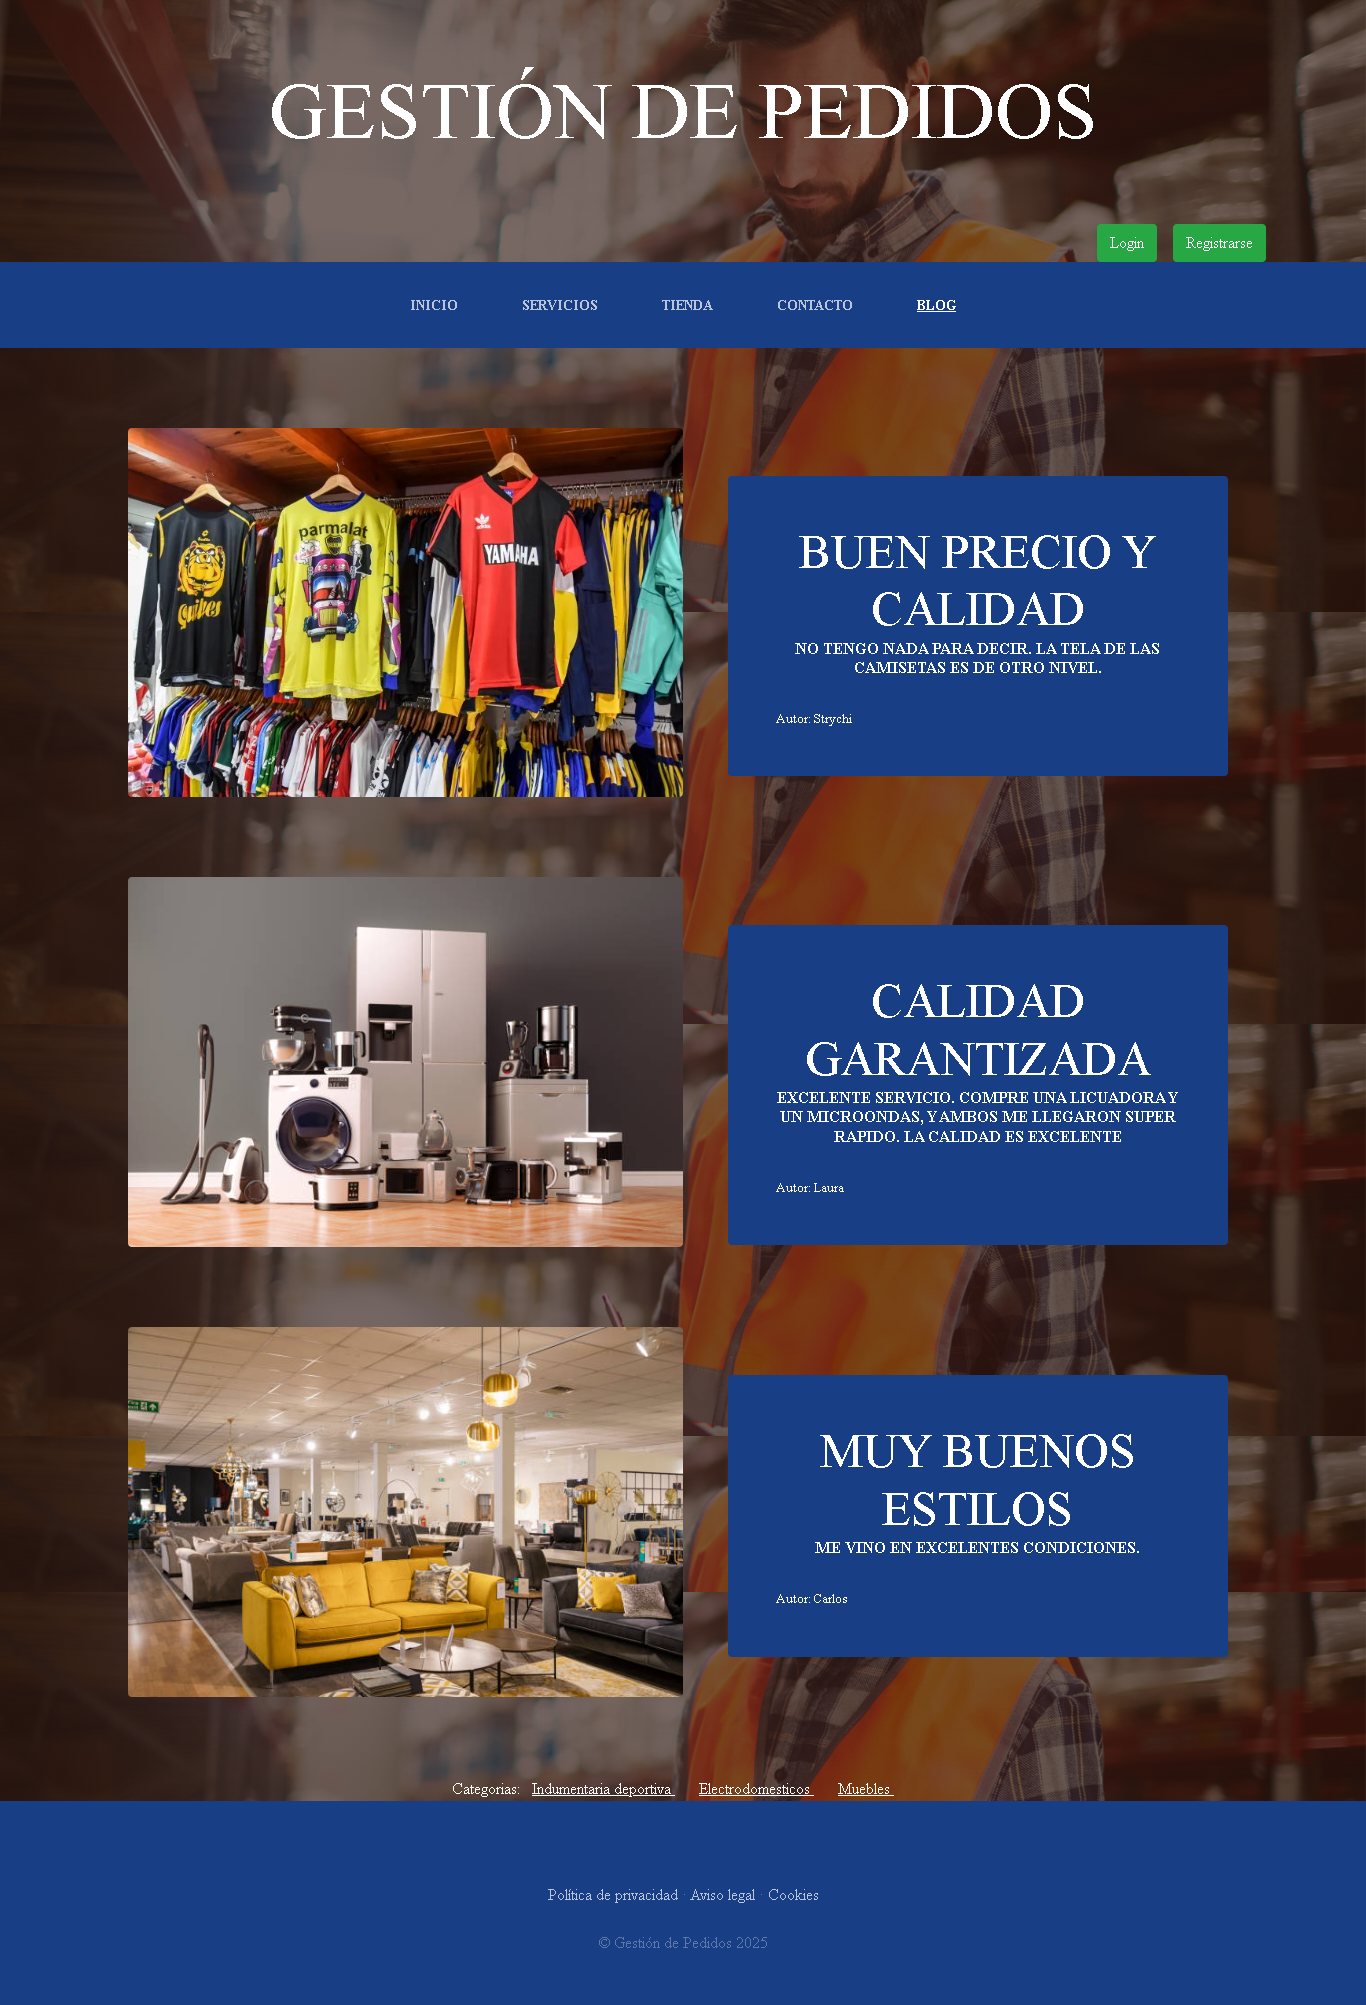 GESTIÓN DE PEDIDOS
Login
Registrarse
INICIO
SERVICIOS
TIENDA
CONTACTO
BLOG
parmalat
Quilmes
adidas
YAMAHA
BUEN PRECIO Y
CALIDAD
NO TENGO NADA PARA DECIR. LA TELA DE LAS
CAMISETAS ES DE OTRO NIVEL.
Autor: Strychi
CALIDAD
GARANTIZADA
EXCELENTE SERVICIO. COMPRE UNA LICUADORA Y
UN MICROONDAS, Y AMBOS ME LLEGARON SUPER
RAPIDO. LA CALIDAD ES EXCELENTE
Autor: Laura
MUY BUENOS
ESTILOS
ME VINO EN EXCELENTES CONDICIONES.
Autor: Carlos
Categorias: Indumentaria deportiva Electrodomesticos Muebles
Política de privacidad · Aviso legal · Cookies
© Gestión de Pedidos 2025